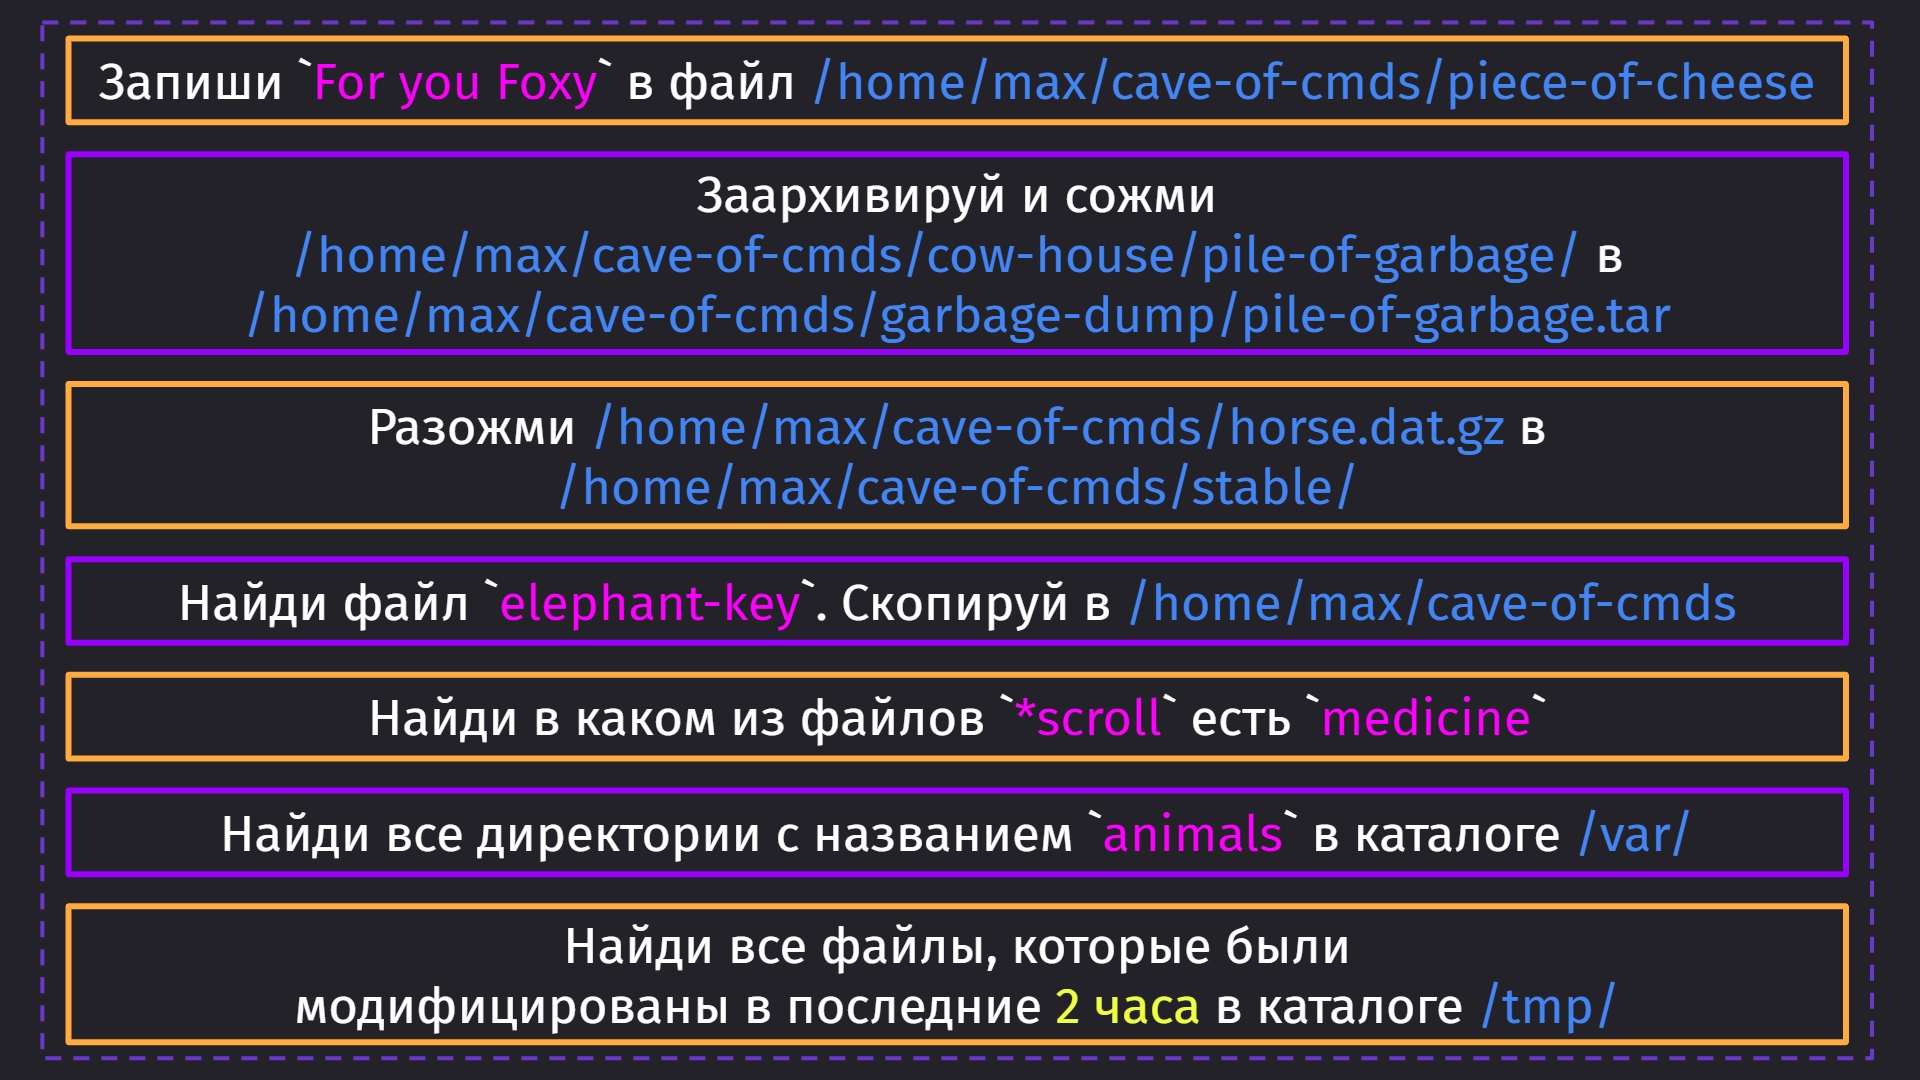 Запиши `For you Foxy` в файл /home/max/cave-of-cmds/piece-of-cheese
Заархивируй и сожми
/home/max/cave-of-cmds/cow-house/pile-of-garbage/ в
/home/max/cave-of-cmds/garbage-dump/pile-of-garbage.tar
Разожми /home/max/cave-of-cmds/horse.dat.gz в
/home/max/cave-of-cmds/stable/
Найди файл `elephant-key`. Скопируй в /home/max/cave-of-cmds
Найди в каком из файлов `*scroll` есть `medicine`
Найди все директории с названием `animals` в каталоге /var/
Найди все файлы, которые были
модифицированы в последние 2 часа в каталоге /tmp/